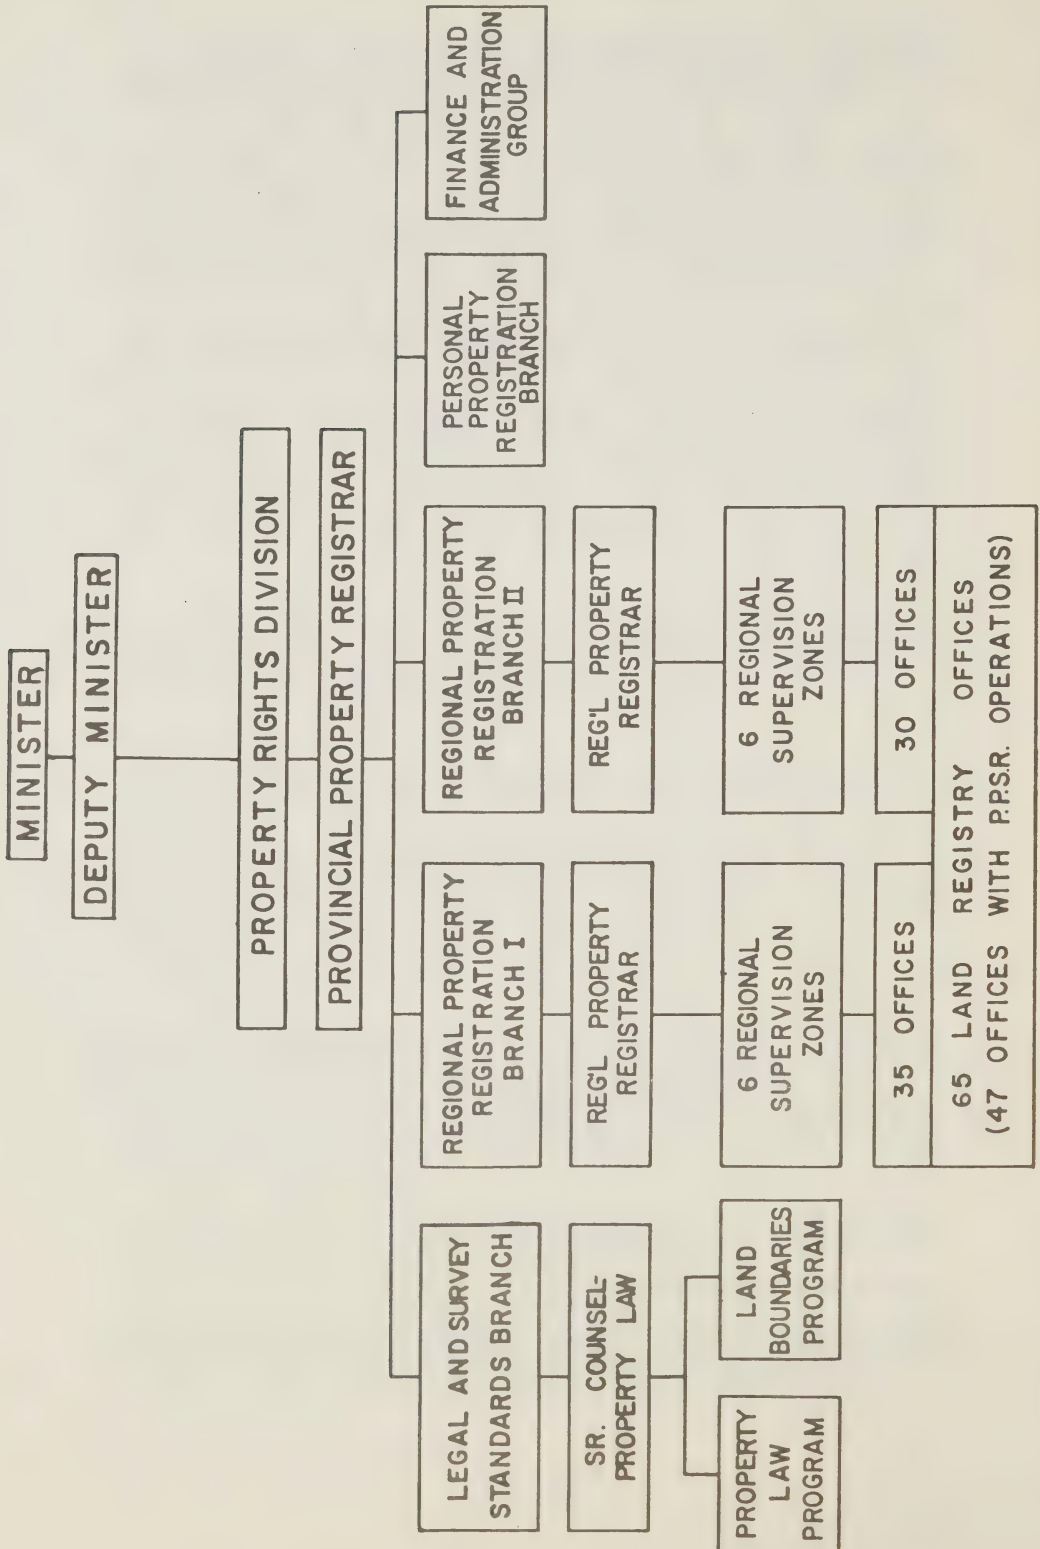 MINISTER
DEPUTY MINISTER
PROPERTY RIGHTS DIVISION
PROVINCIAL PROPERTY REGISTRAR
LEGAL AND SURVEY
STANDARDS BRANCH
SR. COUNSEL-
PROPERTY LAW
PROPERTY
LAW
PROGRAM
LAND
BOUNDARIES
PROGRAM
REGIONAL PROPERTY
REGISTRATION
BRANCH I
REG'L PROPERTY
REGISTRAR
6 REGIONAL
SUPERVISION
ZONES
35 OFFICES
REGIONAL PROPERTY
REGISTRATION
BRANCH II
REG'L PROPERTY
REGISTRAR
6 REGIONAL
SUPERVISION
ZONES
30 OFFICES
65 LAND REGISTRY OFFICES
(47 OFFICES WITH P.P.S.R. OPERATIONS)
PERSONAL
PROPERTY
REGISTRATION
BRANCH
FINANCE AND
ADMINISTRATION
GROUP